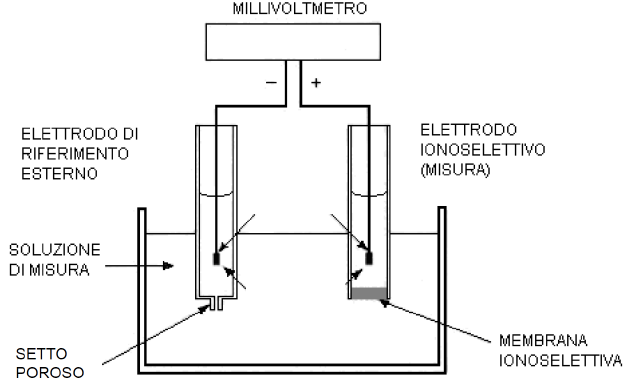 MILLIVOLTMETRO
– +
ELETTRODO DI
RIFERIMENTO
ESTERNO
ELETTRODO
IONOSELETTIVO
(MISURA)
SOLUZIONE
DI MISURA
SETTO
POROSO
MEMBRANA
IONOSELETTIVA